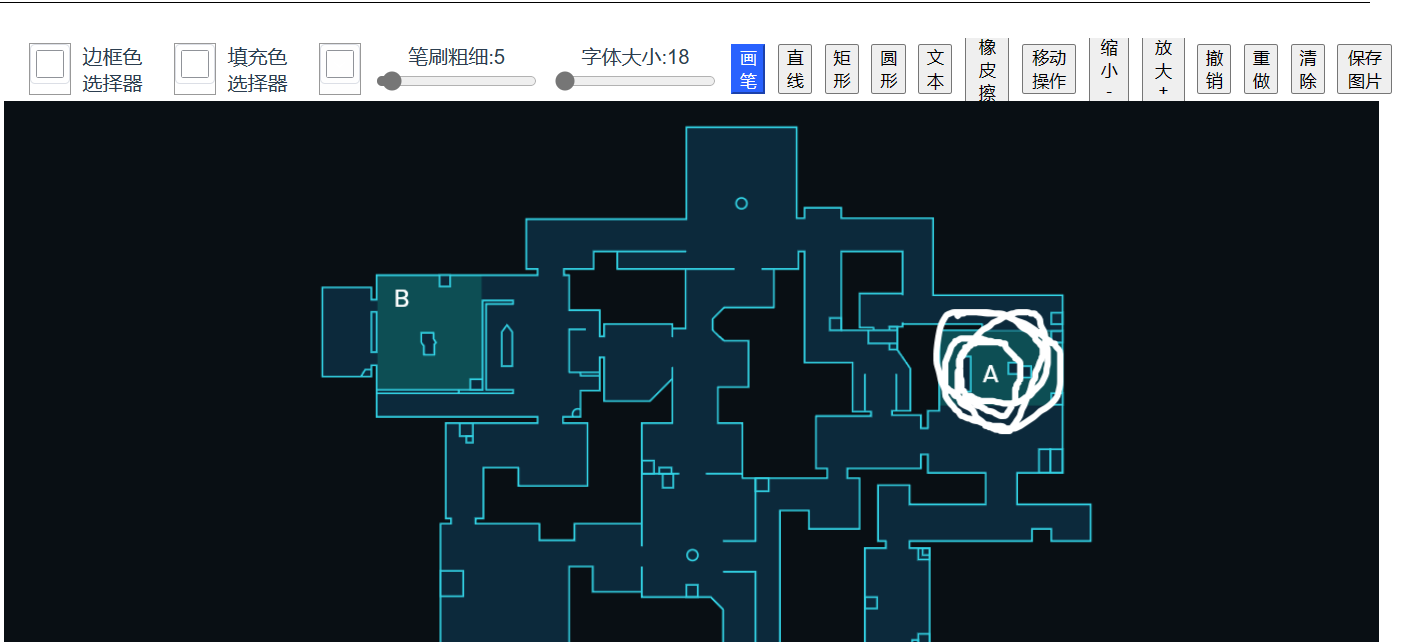 边框色
选择器
填充色
选择器
笔刷粗细:5
字体大小:18
画
笔
直
线
矩
形
圆
形
文
本
橡
皮
擦
移动
操作
缩
小
-
放
大
+
撤
销
重
做
清
除
保存
图片
B
A